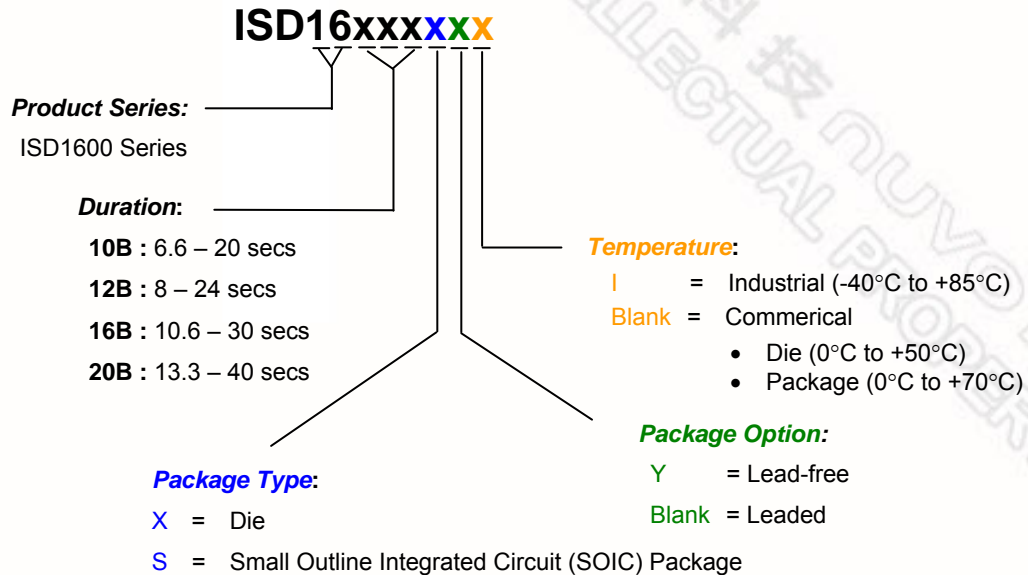 ISD16xxxxxx
Product Series:
ISD1600 Series
Duration:
10B : 6.6 – 20 secs
12B : 8 – 24 secs
16B : 10.6 – 30 secs
20B : 13.3 – 40 secs
Temperature:
I = Industrial (-40°C to +85°C)
Blank = Commerical
• Die (0°C to +50°C)
• Package (0°C to +70°C)
Package Option:
Y = Lead-free
Blank = Leaded
Package Type:
X = Die
S = Small Outline Integrated Circuit (SOIC) Package